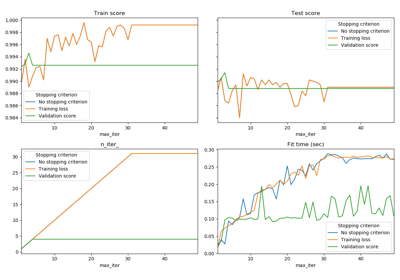 Train score
1.000
0.998
0.996
0.994
0.992
0.990
0.988
0.986
0.984
Stopping criterion
No stopping criterion
Training loss
Validation score
10 20 30 40
max_iter
Test score
Stopping criterion
No stopping criterion
Training loss
Validation score
10 20 30 40
max_iter
n_iter_
30
25
20
15
10
5
0
Stopping criterion
No stopping criterion
Training loss
Validation score
10 20 30 40
max_iter
Fit time (sec)
0.30
0.25
0.20
0.15
0.10
0.05
0.00
Stopping criterion
No stopping criterion
Training loss
Validation score
10 20 30 40
max_iter